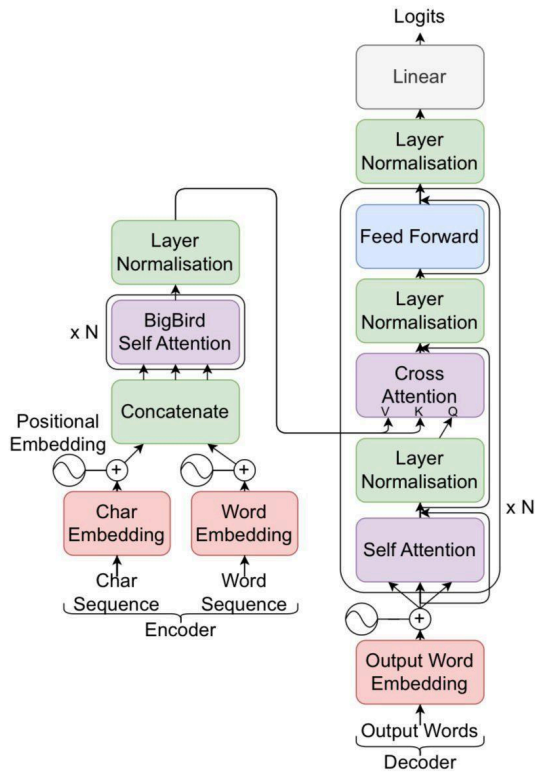 Logits
Linear
Layer
Normalisation
Feed Forward
Layer
Normalisation
Cross
Attention
V K Q
Layer
Normalisation
Self Attention
x N
Output Word
Embedding
Output Words
Decoder
Layer
Normalisation
BigBird
Self Attention
x N
Concatenate
Positional
Embedding
Char
Embedding
Word
Embedding
Char
Sequence
Word
Sequence
Encoder